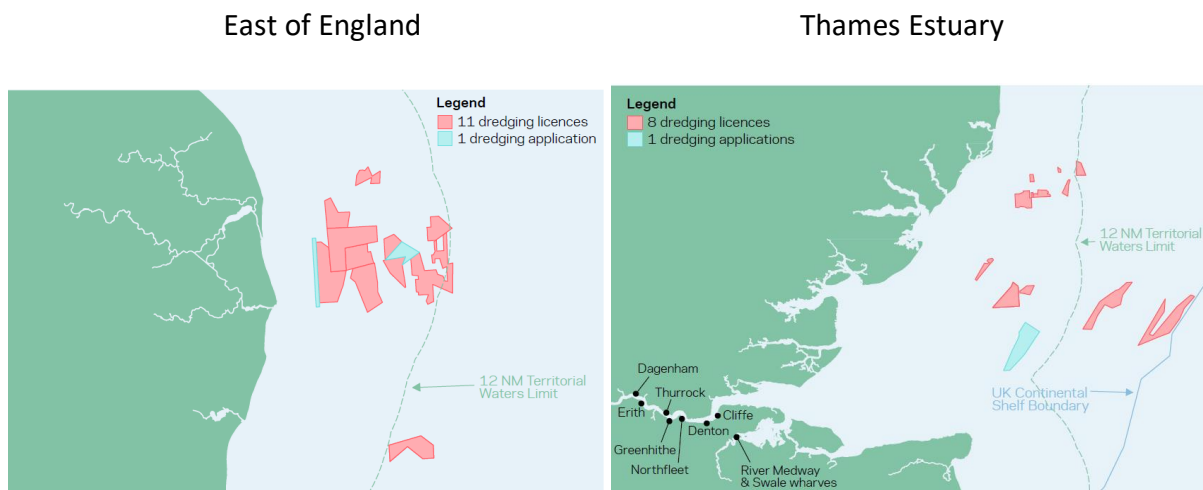 East of England
Thames Estuary
Legend
11 dredging licences
1 dredging application
12 NM Territorial
Waters Limit
Legend
8 dredging licences
1 dredging applications
12 NM Territorial
Waters Limit
UK Continental
Shelf Boundary
Dagenham
Thurrock
Erith
Cliffe
Denton
Greenhithe
Northfleet
River Medway
& Swale wharves